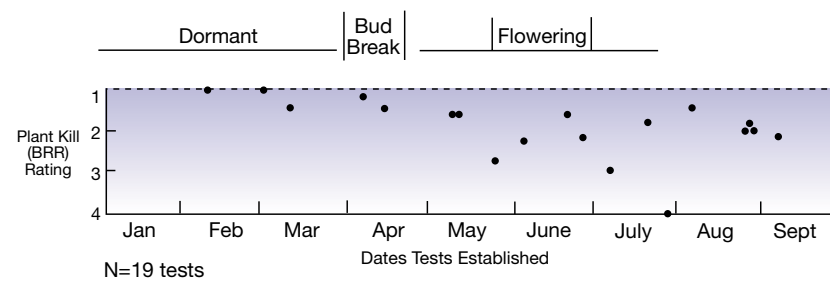 Dormant
Bud
Break
Flowering
1
2
3
4
Plant Kill
(BRR)
Rating
Jan Feb Mar Apr May June July Aug Sept
Dates Tests Established
N=19 tests